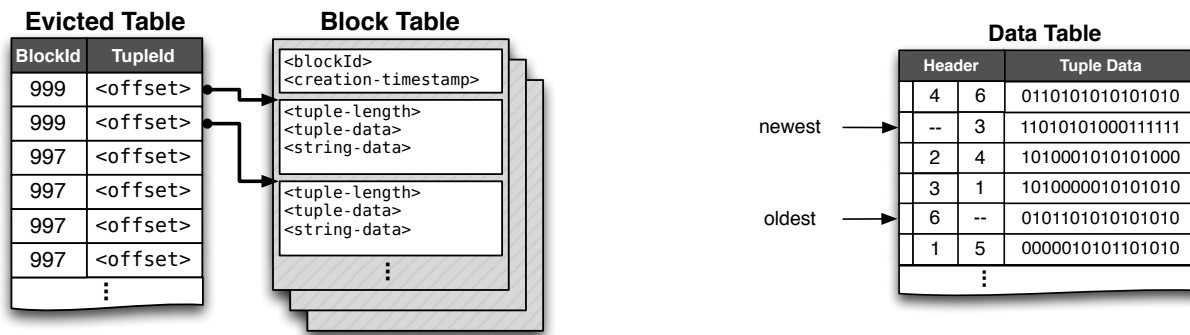 Evicted Table
BlockId TupleId
999 <offset>
999 <offset>
997 <offset>
997 <offset>
997 <offset>
997 <offset>
⋮
Block Table
<blockId>
<creation-timestamp>
<tuple-length>
<tuple-data>
<string-data>
<tuple-length>
<tuple-data>
<string-data>
⋮
Data Table
Header Tuple Data
4 6 0110101010101010
newest -- 3 11010101000111111
2 4 1010001010101000
3 1 1010000010101010
oldest 6 -- 0101101010101010
1 5 0000010101101010
⋮